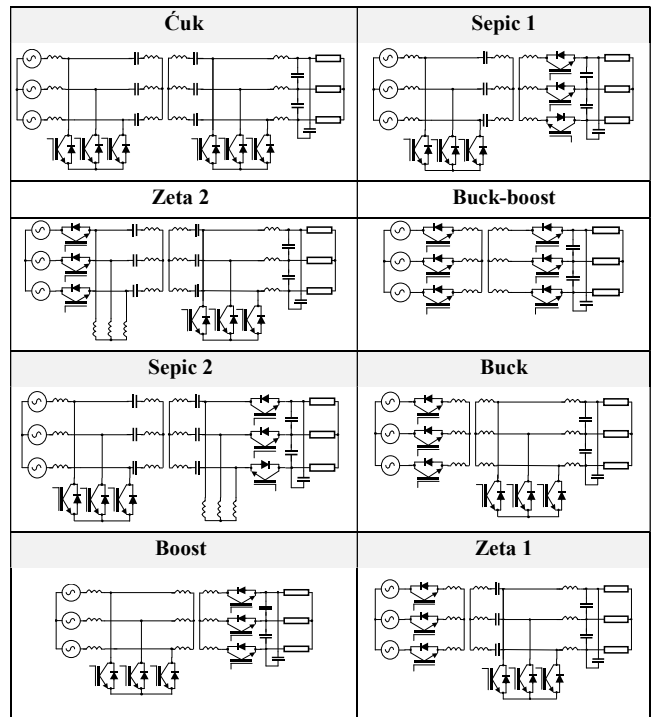 Ćuk
Sepic 1
Zeta 2
Buck-boost
Sepic 2
Buck
Boost
Zeta 1